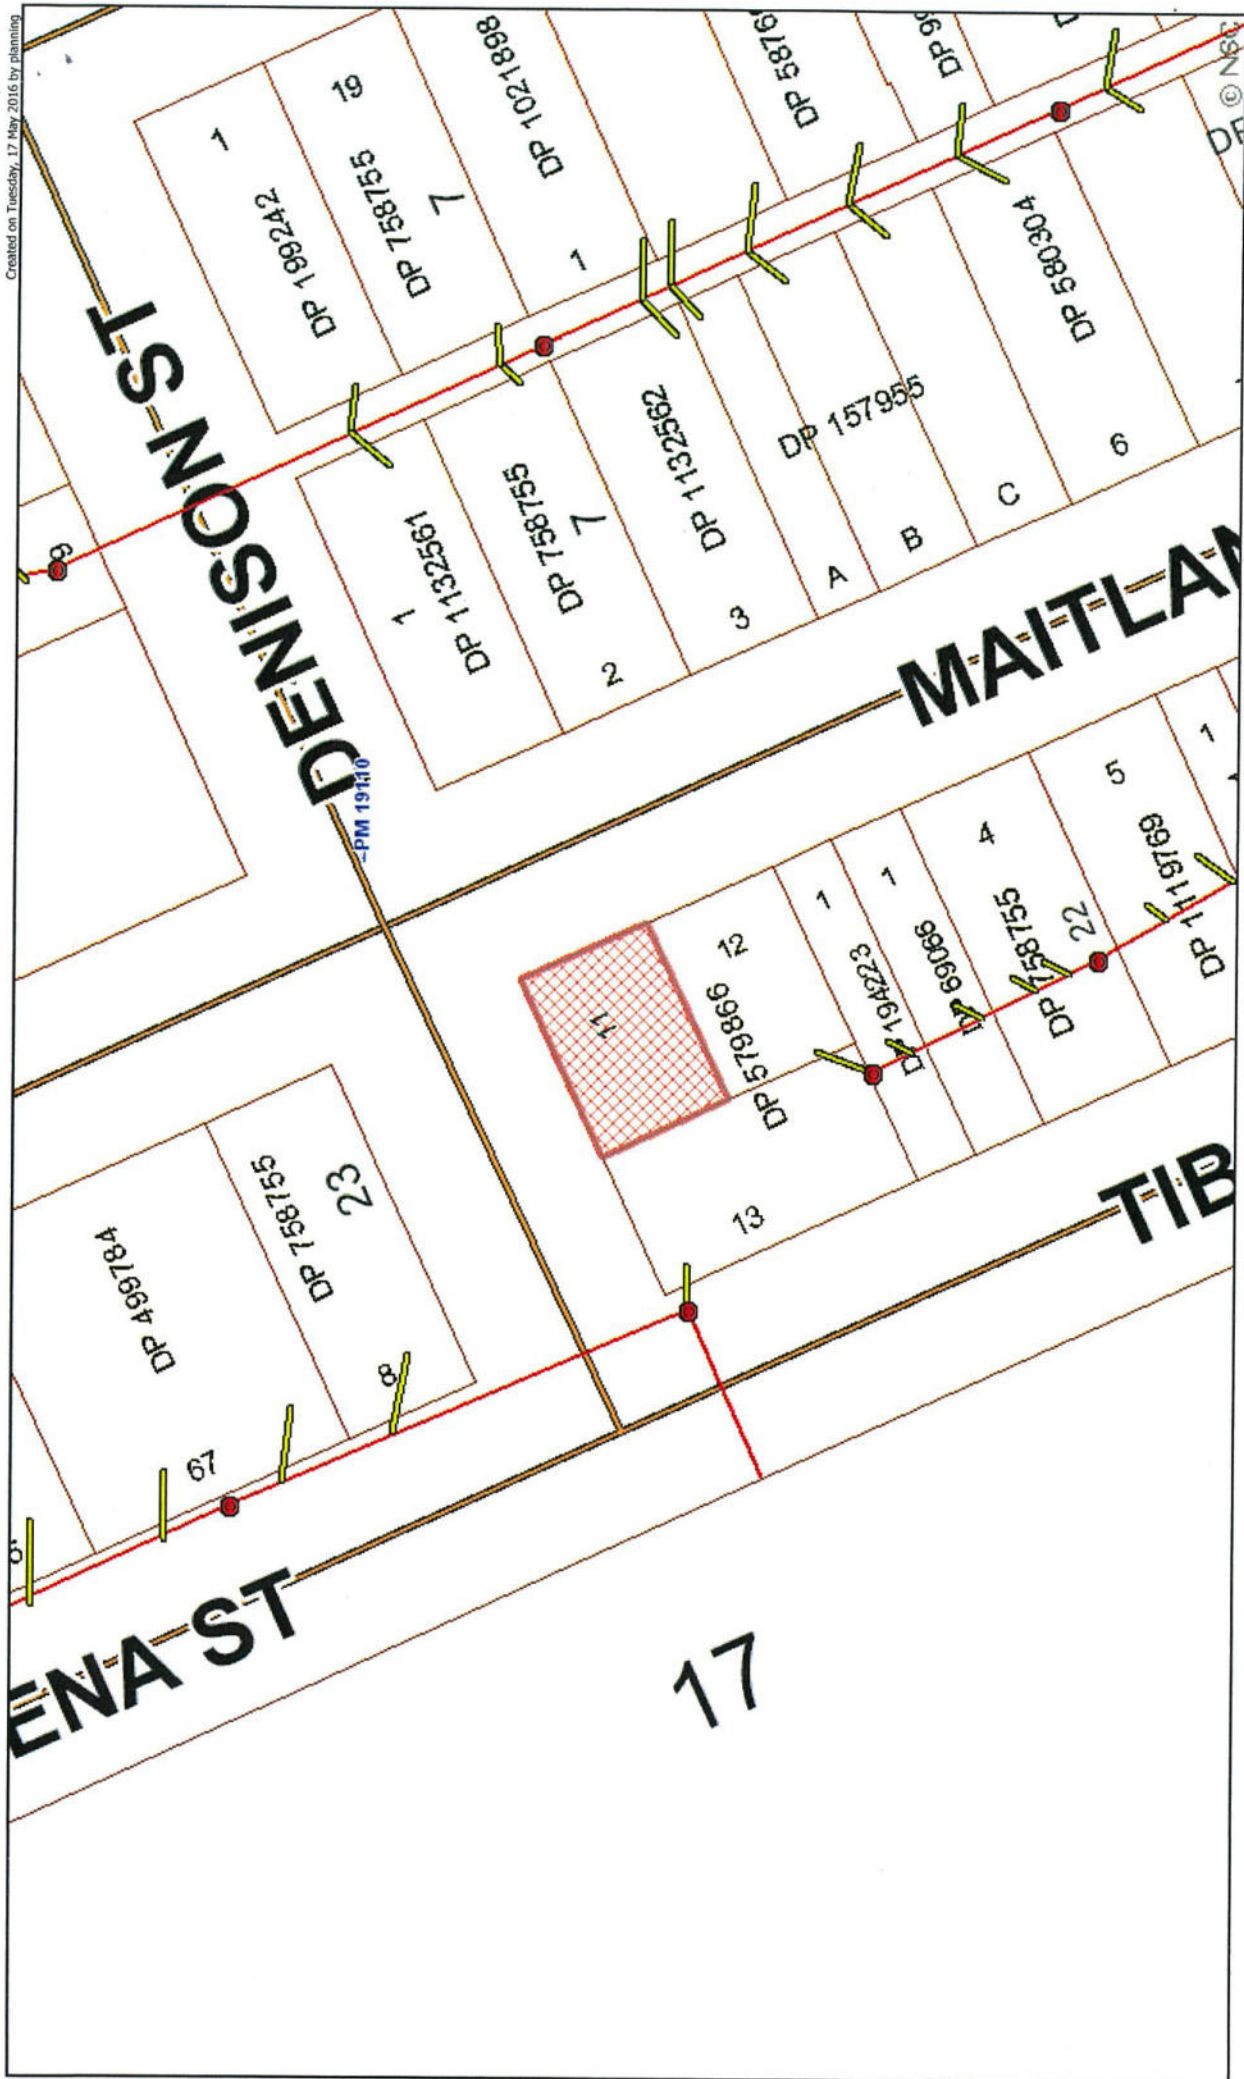 Created on Tuesday, 17 May 2016 by planning
© NSC
DENISON ST
PM 19110
1
DP 199242
19
DP 758755
7
DP 1021898
1
9
1
DP 1132561
DP 758755
7
2
DP 1132562
3
DP 157955
A
B
C
DP 580304
6
11
12
DP 579866
13
1
DP 194223
1
DP 69066
4
DP 758755
22
5
DP 1119769
1
DP 499784
DP 758755
23
8
67
ENA ST
TIB
17